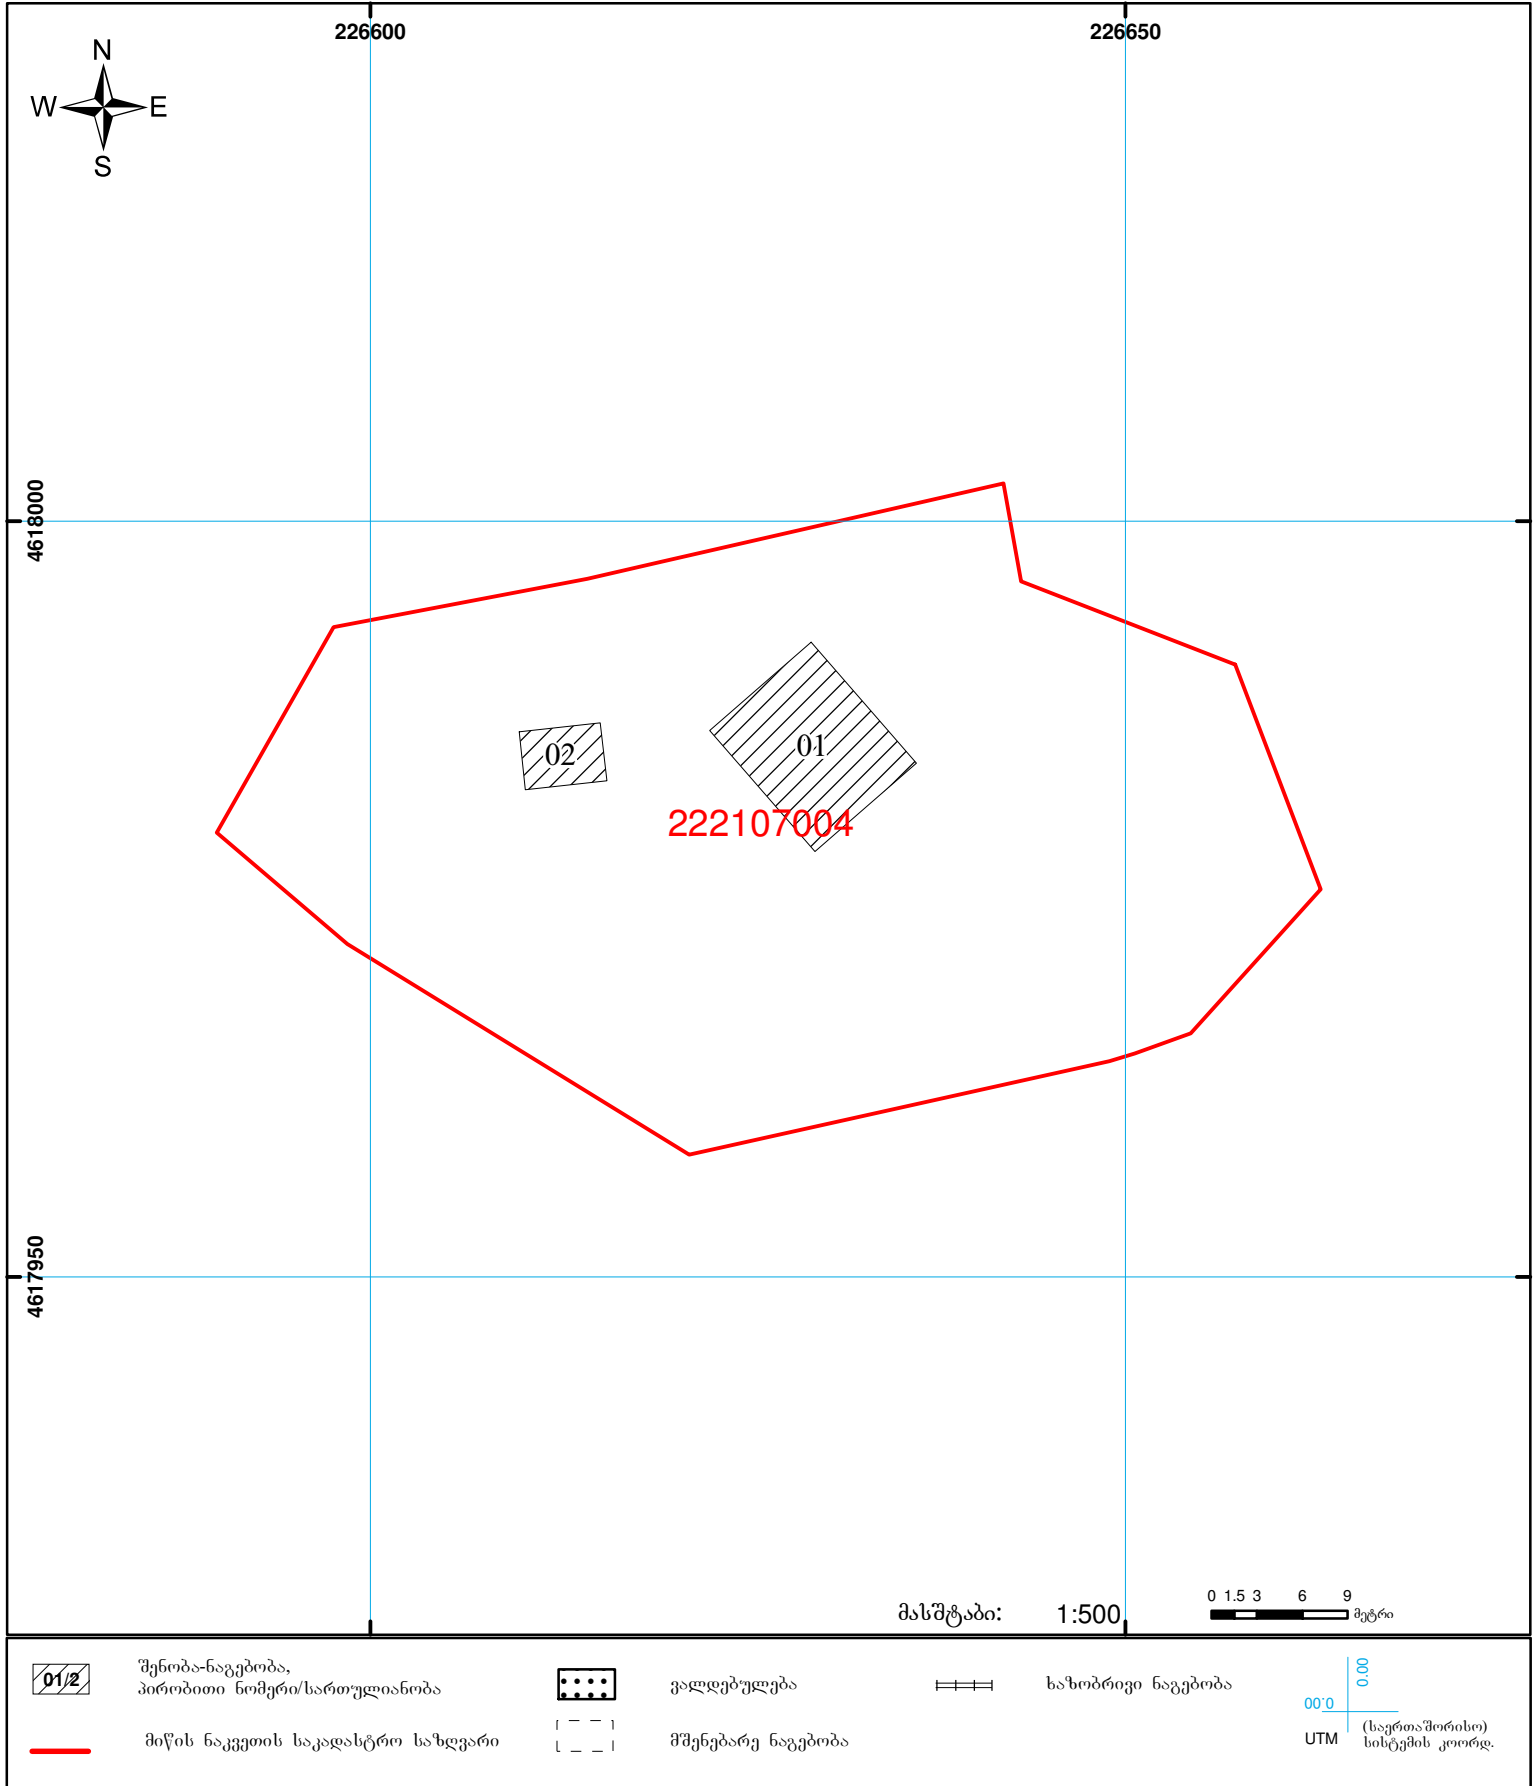 226600 226650
N
W E
S
4618000
02
01
222107004
4617950
მასშტაბი: 1:500
0 1.5 3 6 9
მეტრი
01/2
შენობა-ნაგებობა,
პირობითი ნომერი/სართულიანობა
ვალდებულება
ხაზობრივი ნაგებობა
00.0
00.0
მიწის ნაკვეთის საკადასტრო საზღვარი
მშენებარე ნაგებობა
UTM
(საერთაშორისო)
სისტემის კოორდ.